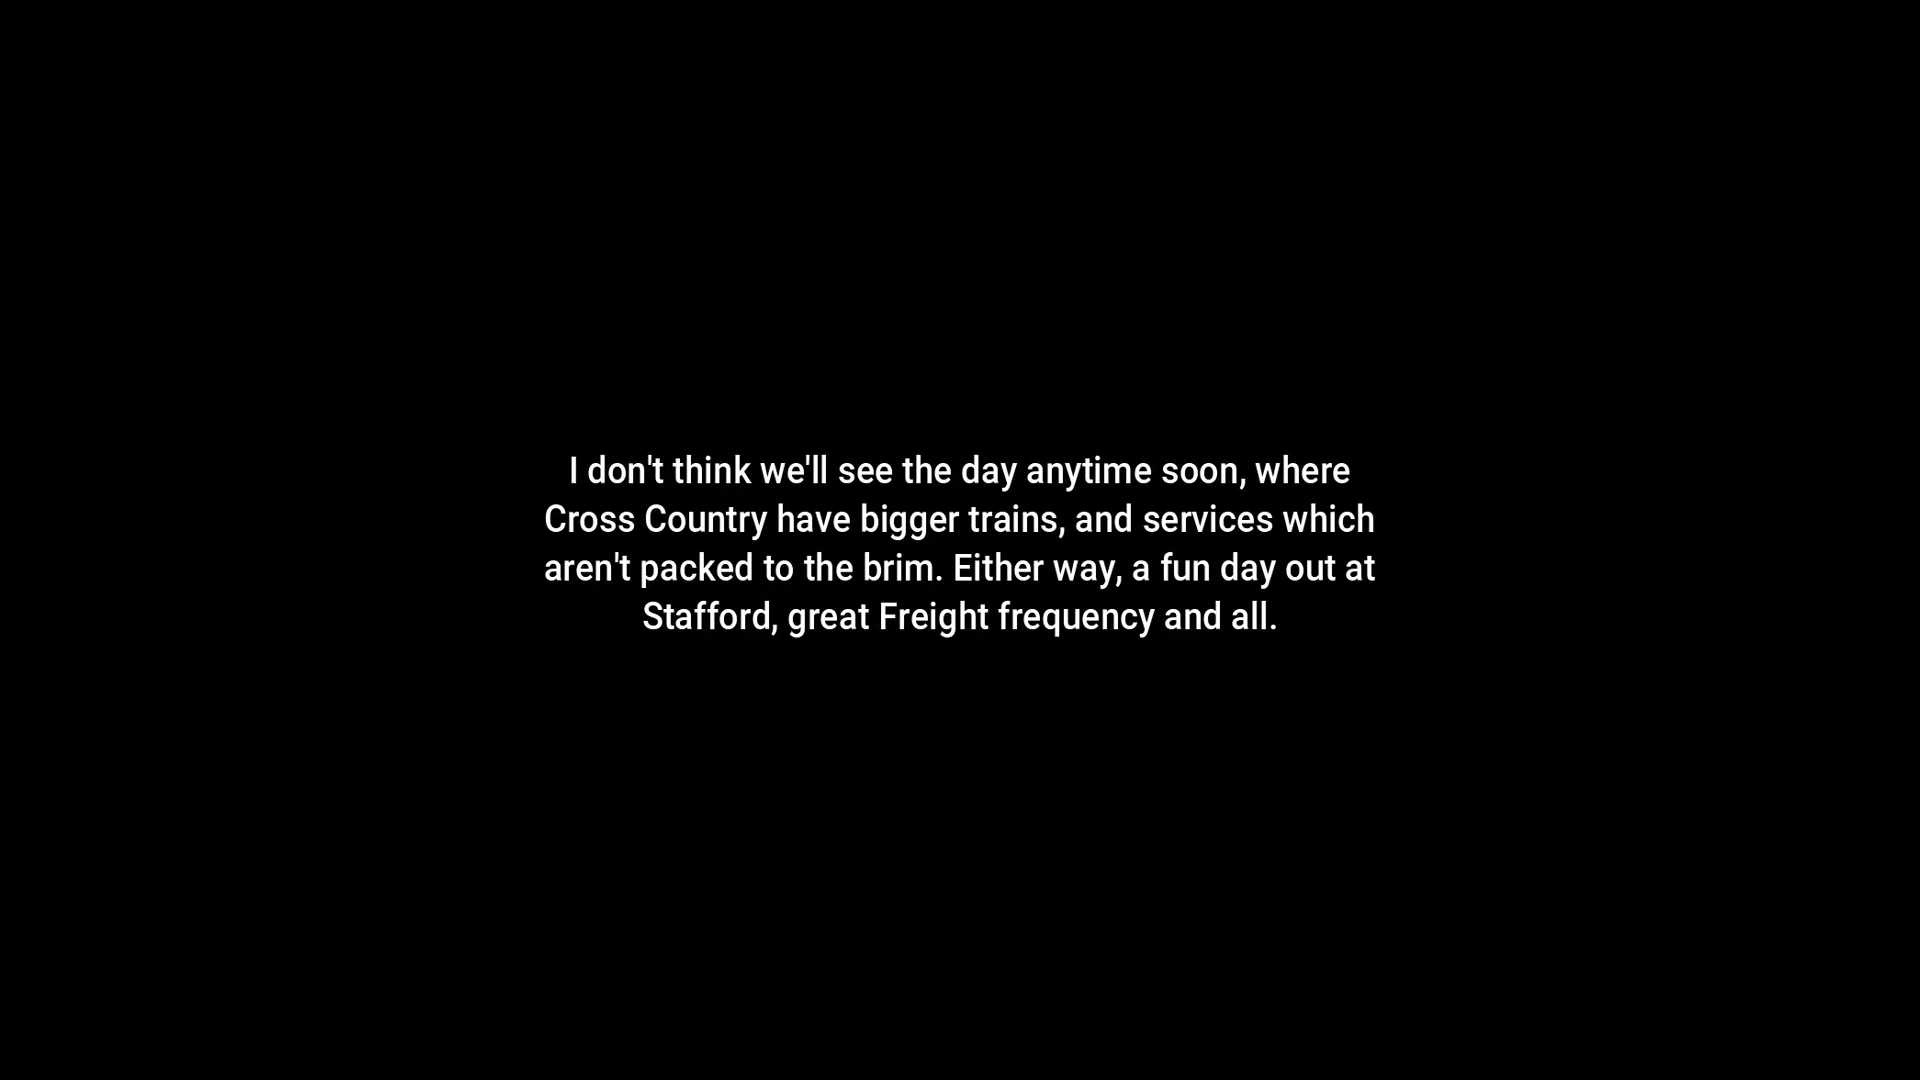 I don't think we'll see the day anytime soon, where
Cross Country have bigger trains, and services which
aren't packed to the brim. Either way, a fun day out at
Stafford, great Freight frequency and all.